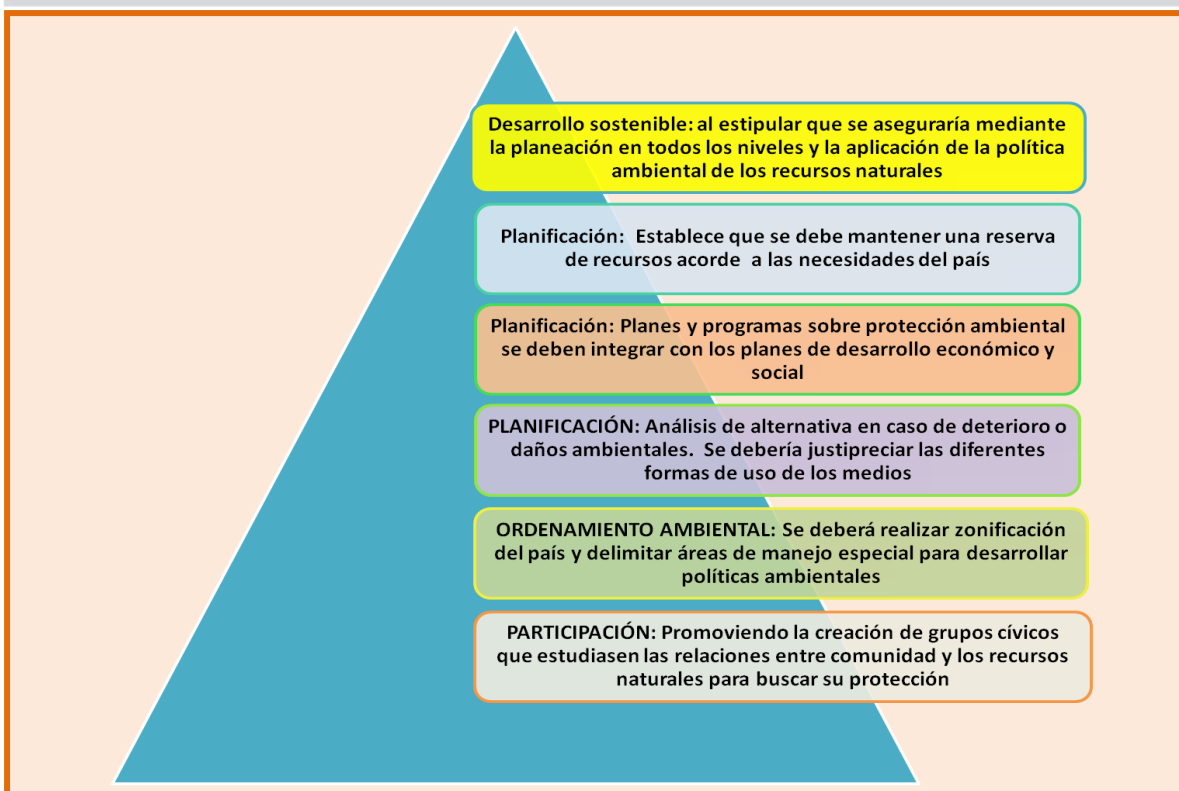 Desarrollo sostenible: al estipular que se aseguraría mediante
la planeación en todos los niveles y la aplicación de la política
ambiental de los recursos naturales
Planificación: Establece que se debe mantener una reserva
de recursos acorde a las necesidades del país
Planificación: Planes y programas sobre protección ambiental
se deben integrar con los planes de desarrollo económico y
social
PLANIFICACIÓN: Análisis de alternativa en caso de deterioro o
daños ambientales. Se debería justipreciar las diferentes
formas de uso de los medios
ORDENAMIENTO AMBIENTAL: Se deberá realizar zonificación
del país y delimitar áreas de manejo especial para desarrollar
políticas ambientales
PARTICIPACIÓN: Promoviendo la creación de grupos cívicos
que estudiasen las relaciones entre comunidad y los recursos
naturales para buscar su protección